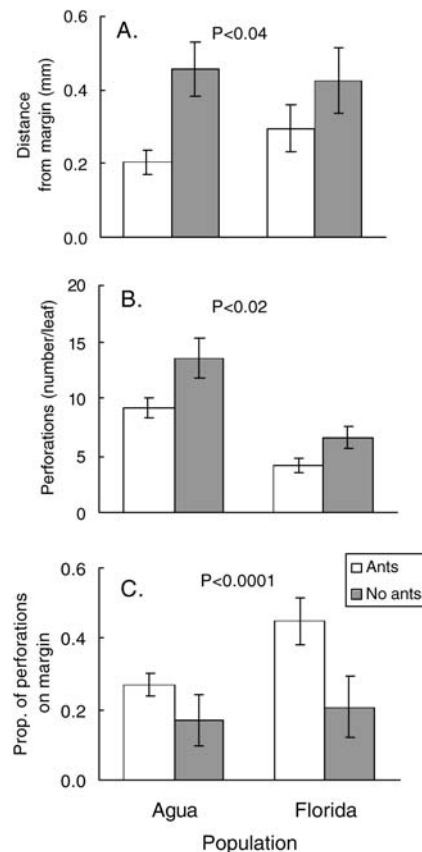 A.
P<0.04
Distance
from margin (mm)
0.6
0.4
0.2
0.0
B.
P<0.02
Perforations (number/leaf)
20
15
10
5
0
Ants
No ants
C.
P<0.0001
Prop. of perforations
on margin
0.6
0.4
0.2
0.0
Agua Florida
Population